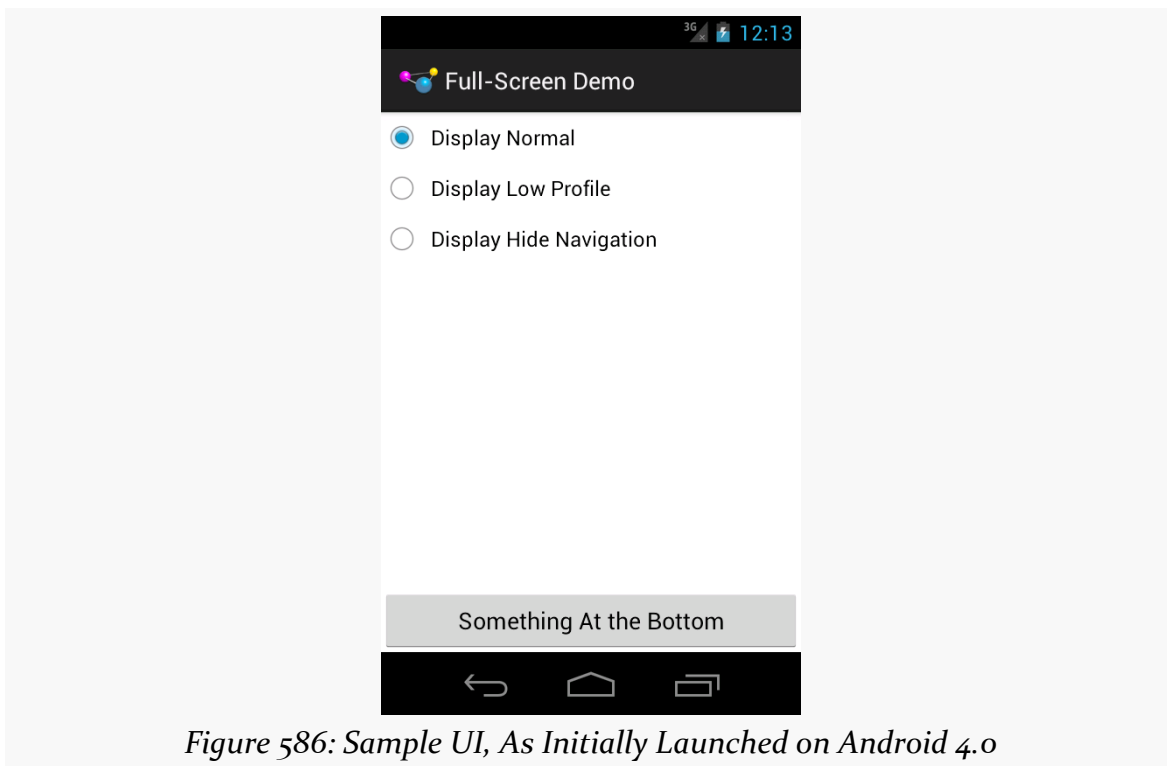 3G 12:13
Full-Screen Demo
Display Normal
Display Low Profile
Display Hide Navigation
Something At the Bottom
Figure 586: Sample UI, As Initially Launched on Android 4.0